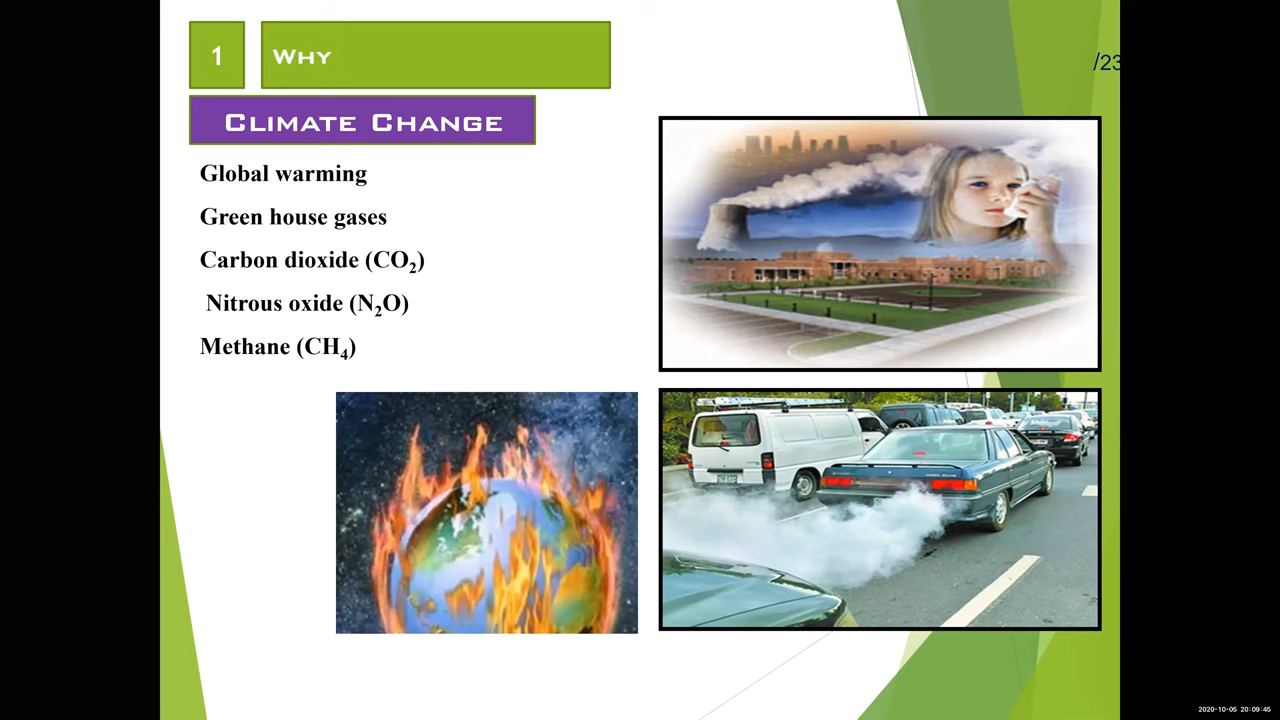 1
Why
/23
Climate Change
Global warming
Green house gases
Carbon dioxide (CO₂)
Nitrous oxide (N₂O)
Methane (CH₄)
2020-10-05 20:09:45